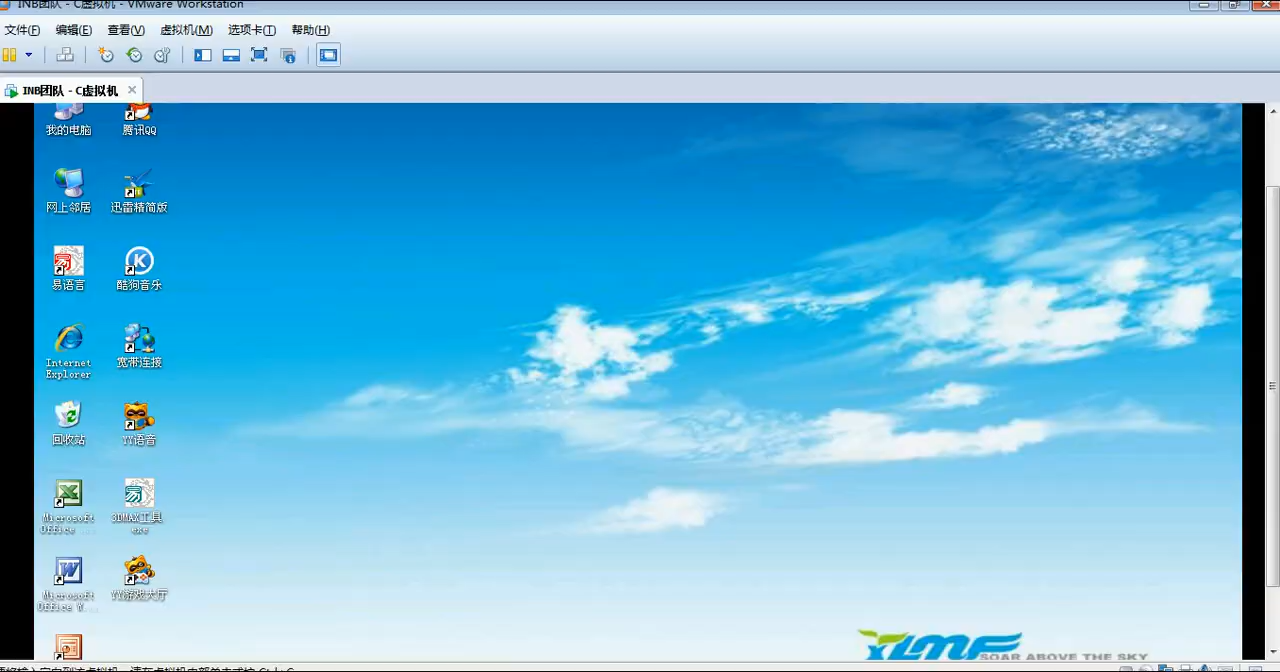 INB团队 - C虚拟机 - VMware Workstation
文件(F) 编辑(E) 查看(V) 虚拟机(M) 选项卡(T) 帮助(H)
INB团队 - C虚拟机
我的电脑 腾讯QQ
网上邻居 迅雷精简版
易语言 酷狗音乐
Internet Explorer 宽带连接
回收站 YY语音
Microsoft Office ... 3DMAX工具 exe
Microsoft Office W... YY游戏大厅
YLMF
SOAR ABOVE THE SKY